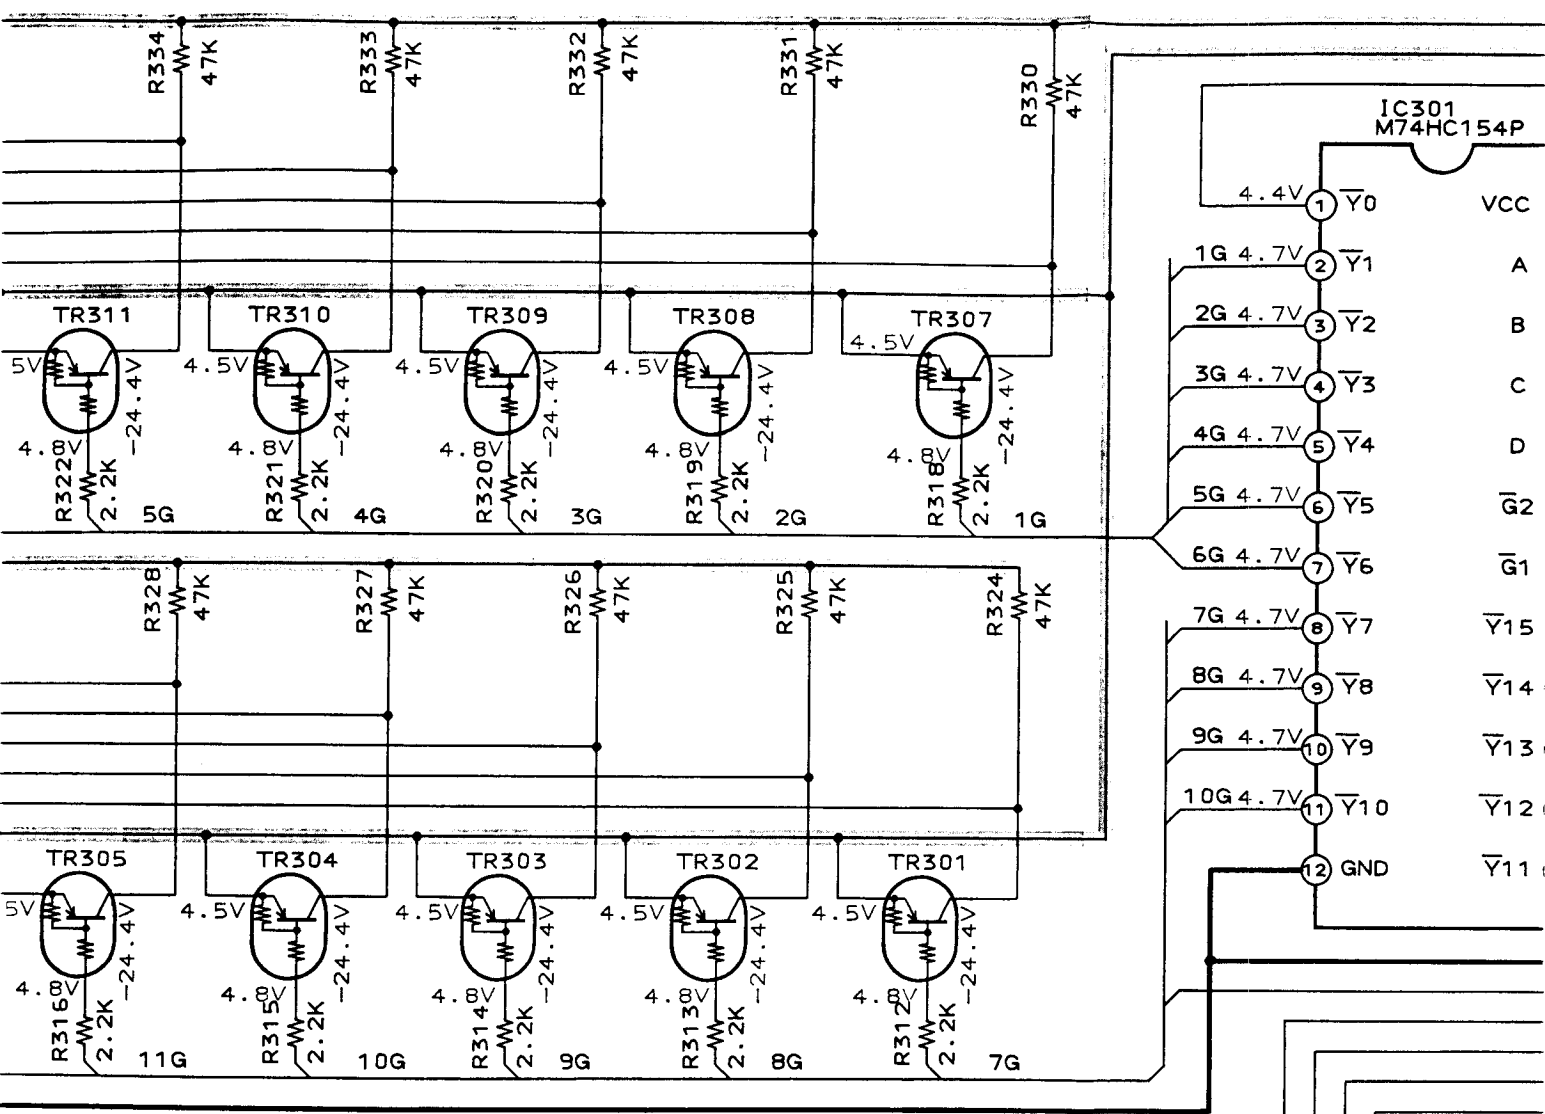 R334 47K R333 47K R332 47K R331 47K R330 47K
IC301
M74HC154P
4.4V 1 Y0 VCC
1G 4.7V 2 Y1 A
2G 4.7V 3 Y2 B
3G 4.7V 4 Y3 C
4G 4.7V 5 Y4 D
5G 4.7V 6 Y5 G2
6G 4.7V 7 Y6 G1
7G 4.7V 8 Y7 Y15
8G 4.7V 9 Y8 Y14
9G 4.7V 10 Y9 Y13
10G 4.7V 11 Y10 Y12
12 GND Y11
TR311 TR310 TR309 TR308 TR307
5V 4.5V 4.5V 4.5V 4.5V
-24.4V -24.4V -24.4V -24.4V -24.4V
4.8V 4.8V 4.8V 4.8V 4.8V
R322 2.2K R321 2.2K R320 2.2K R319 2.2K R318 2.2K
5G 4G 3G 2G 1G
R328 47K R327 47K R326 47K R325 47K R324 47K
TR305 TR304 TR303 TR302 TR301
5V 4.5V 4.5V 4.5V 4.5V
-24.4V -24.4V -24.4V -24.4V -24.4V
4.8V 4.8V 4.8V 4.8V 4.8V
R316 2.2K R315 2.2K R314 2.2K R313 2.2K R312 2.2K
11G 10G 9G 8G 7G